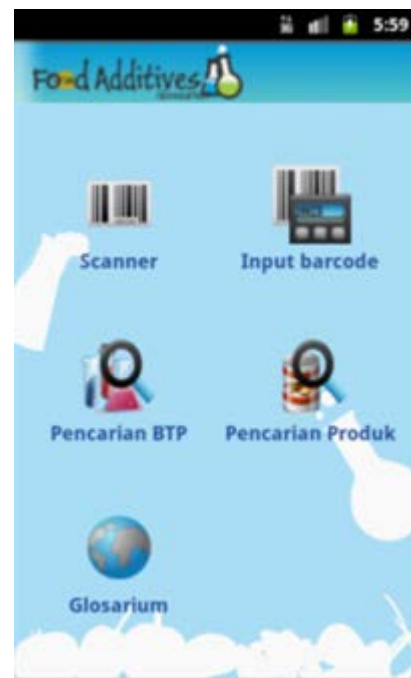 5:59
Food Additives
Scanner
Input barcode
Pencarian BTP
Pencarian Produk
Glosarium